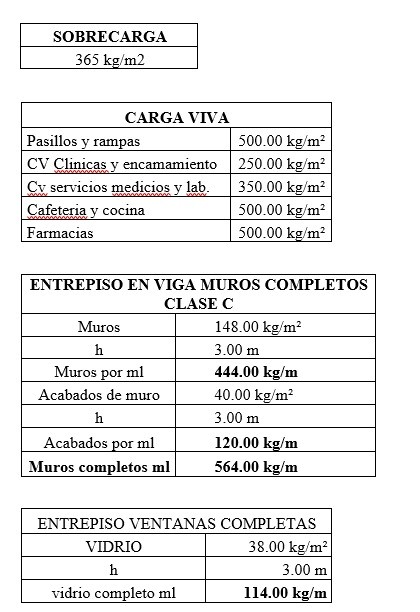 SOBRECARGA
365 kg/m2
CARGA VIVA
Pasillos y rampas 500.00 kg/m²
CV Clinicas y encamamiento 250.00 kg/m²
Cv servicios medicios y lab. 350.00 kg/m²
Cafeteria y cocina 500.00 kg/m²
Farmacias 500.00 kg/m²
ENTREPISO EN VIGA MUROS COMPLETOS
CLASE C
Muros 148.00 kg/m²
h 3.00 m
Muros por ml 444.00 kg/m
Acabados de muro 40.00 kg/m²
h 3.00 m
Acabados por ml 120.00 kg/m
Muros completos ml 564.00 kg/m
ENTREPISO VENTANAS COMPLETAS
VIDRIO 38.00 kg/m²
h 3.00 m
vidrio completo ml 114.00 kg/m